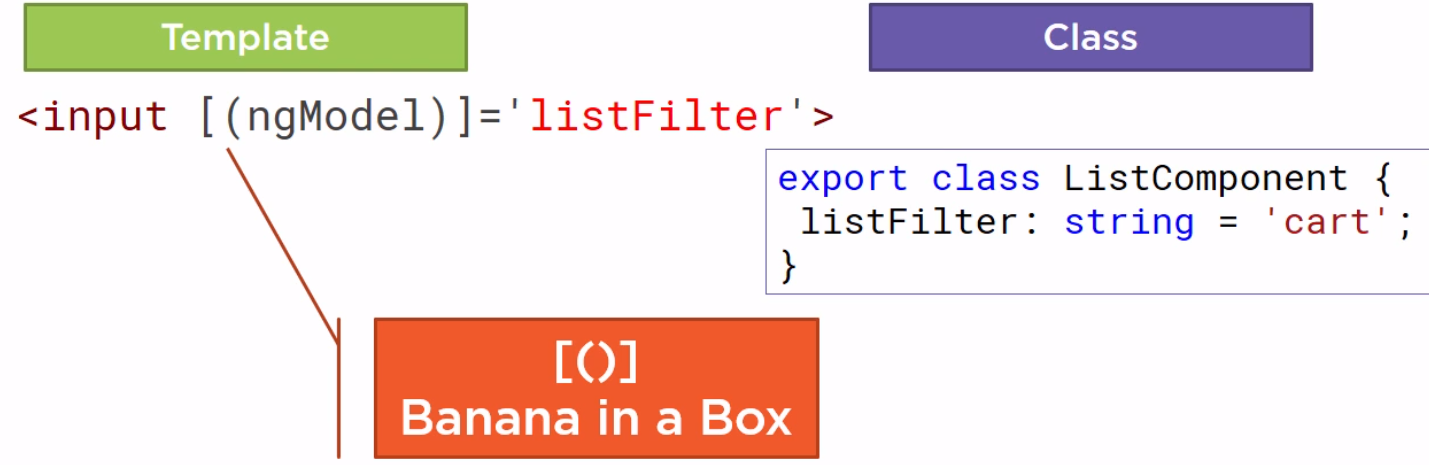 Template
Class
<input [(ngModel)]='listFilter'>
export class ListComponent {
listFilter: string = 'cart';
}
[()]
Banana in a Box